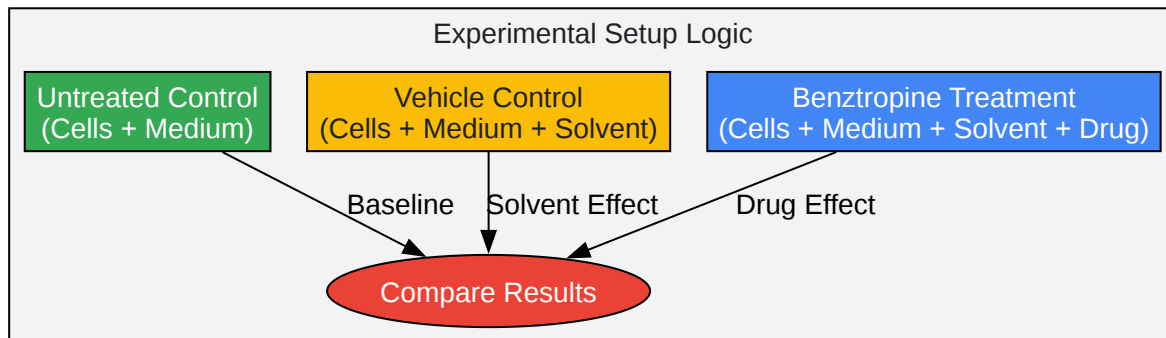 Experimental Setup Logic
Untreated Control
(Cells + Medium)
Vehicle Control
(Cells + Medium + Solvent)
Benztropine Treatment
(Cells + Medium + Solvent + Drug)
Baseline
Solvent Effect
Drug Effect
Compare Results